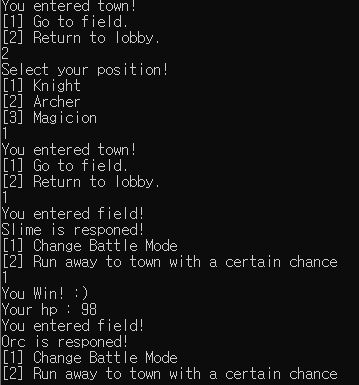 You entered town!
[1] Go to field.
[2] Return to lobby.
2
Select your position!
[1] Knight
[2] Archer
[3] Magicion
1
You entered town!
[1] Go to field.
[2] Return to lobby.
1
You entered field!
Slime is responed!
[1] Change Battle Mode
[2] Run away to town with a certain chance
1
You Win! :)
Your hp : 98
You entered field!
Orc is responed!
[1] Change Battle Mode
[2] Run away to town with a certain chance